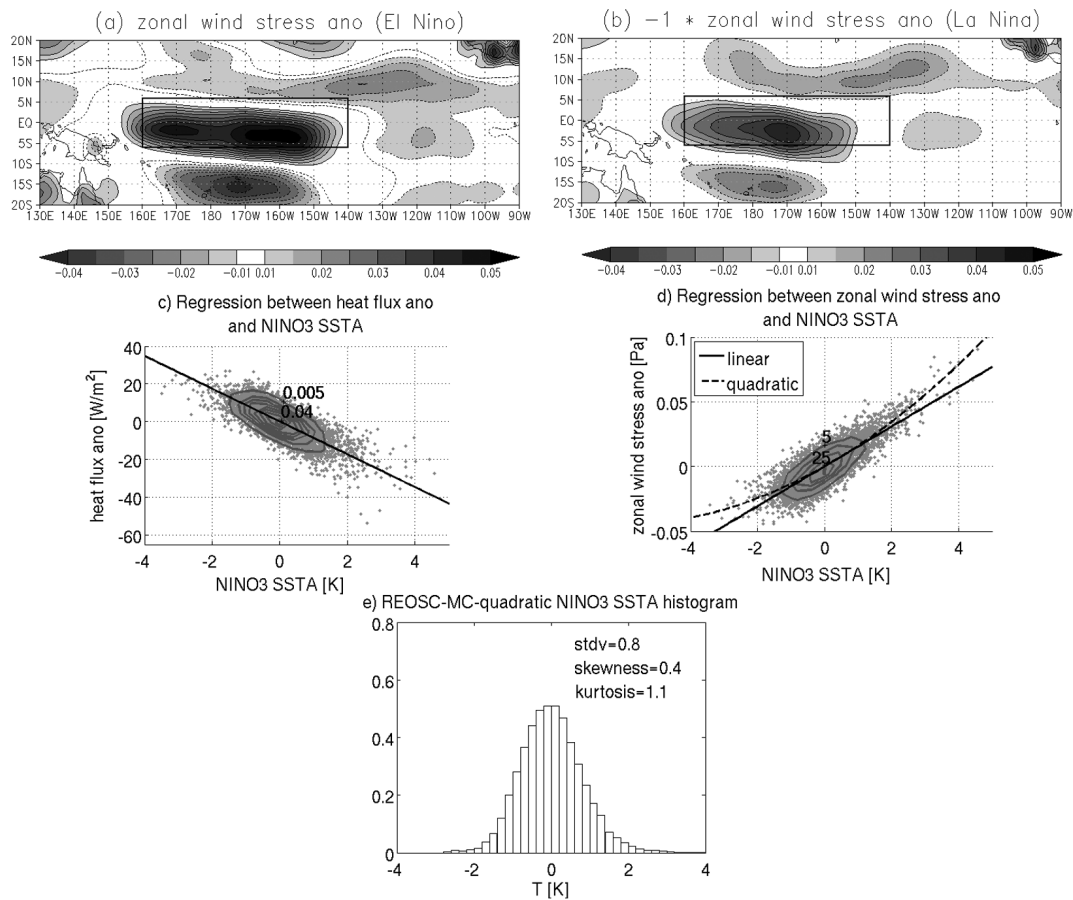 (a) zonal wind stress ano (El Nino)
20N
15N
10N
5N
EQ
5S
10S
15S
20S
130E 140E 150E 160E 170E 180 170W 160W 150W 140W 130W 120W 110W 100W 90W
-0.04 -0.03 -0.02 -0.01 0.01 0.02 0.03 0.04 0.05
(b) -1 * zonal wind stress ano (La Nina)
20N
15N
10N
5N
EQ
5S
10S
15S
20S
130E 140E 150E 160E 170E 180 170W 160W 150W 140W 130W 120W 110W 100W 90W
-0.04 -0.03 -0.02 -0.01 0.01 0.02 0.03 0.04 0.05
c) Regression between heat flux ano
and NINO3 SSTA
heat flux ano [W/m²]
40
20
0
-20
-40
-60
0.005
0.04
-4 -2 0 2 4
NINO3 SSTA [K]
d) Regression between zonal wind stress ano
and NINO3 SSTA
zonal wind stress ano [Pa]
0.1
0.05
0
-0.05
linear
quadratic
5
25
-4 -2 0 2 4
NINO3 SSTA [K]
e) REOSC-MC-quadratic NINO3 SSTA histogram
0.8
0.6
0.4
0.2
0
stdv=0.8
skewness=0.4
kurtosis=1.1
-4 -2 0 2 4
T [K]